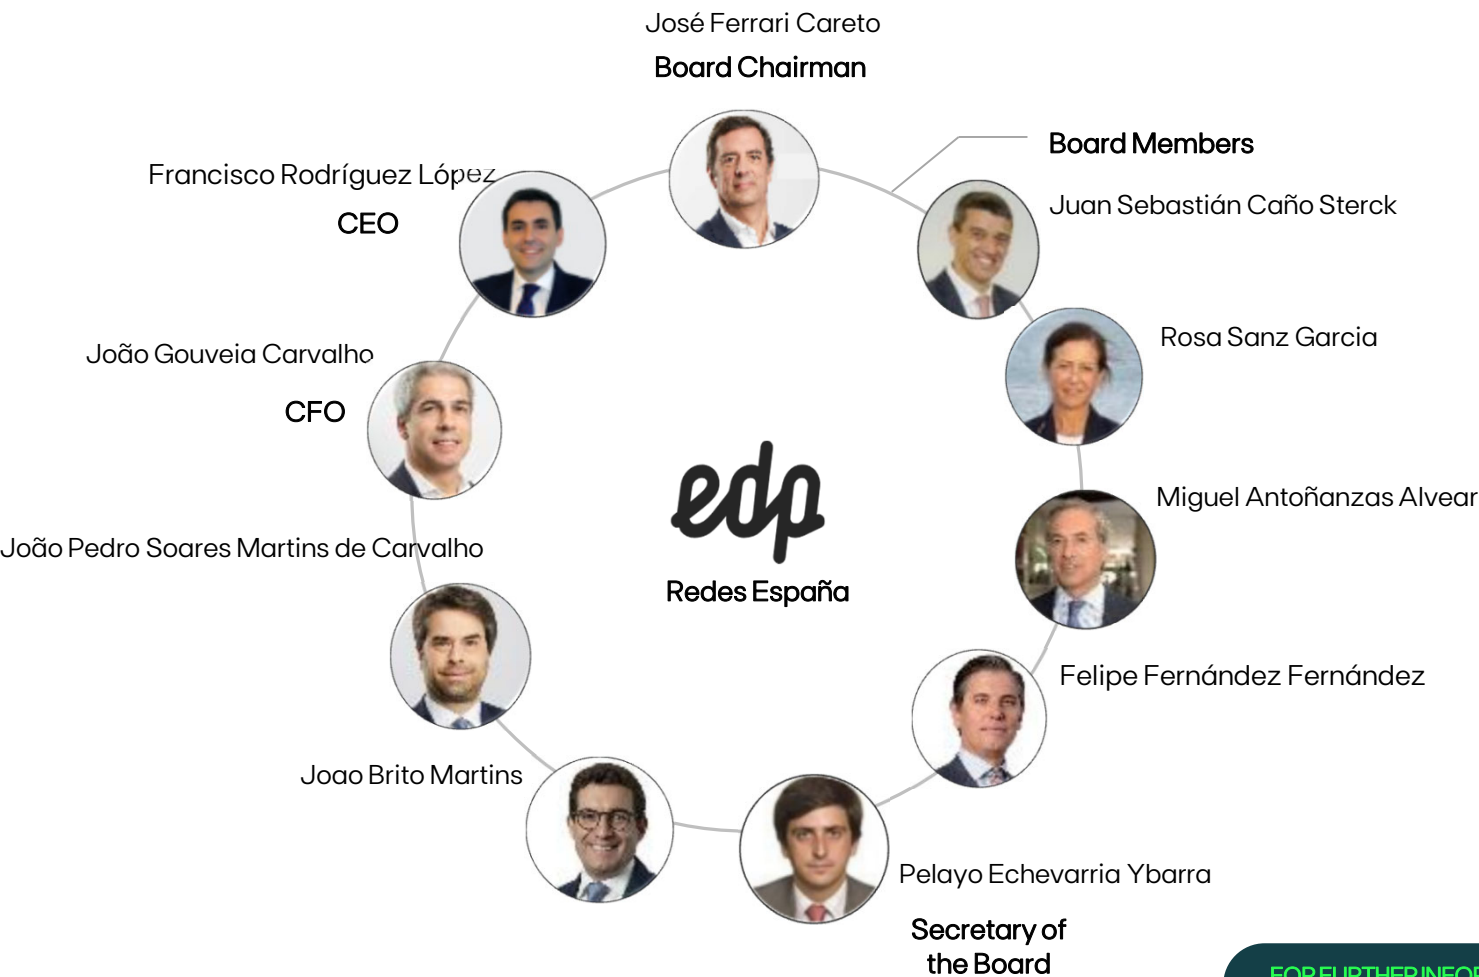 José Ferrari Careto
Board Chairman
Board Members
Francisco Rodríguez López
CEO
Juan Sebastián Caño Sterck
Rosa Sanz Garcia
João Gouveia Carvalho
CFO
edp
Redes España
Miguel Antoñanzas Alvear
João Pedro Soares Martins de Carvalho
Felipe Fernández Fernández
Joao Brito Martins
Pelayo Echevarria Ybarra
Secretary of
the Board
FOR FURTHER